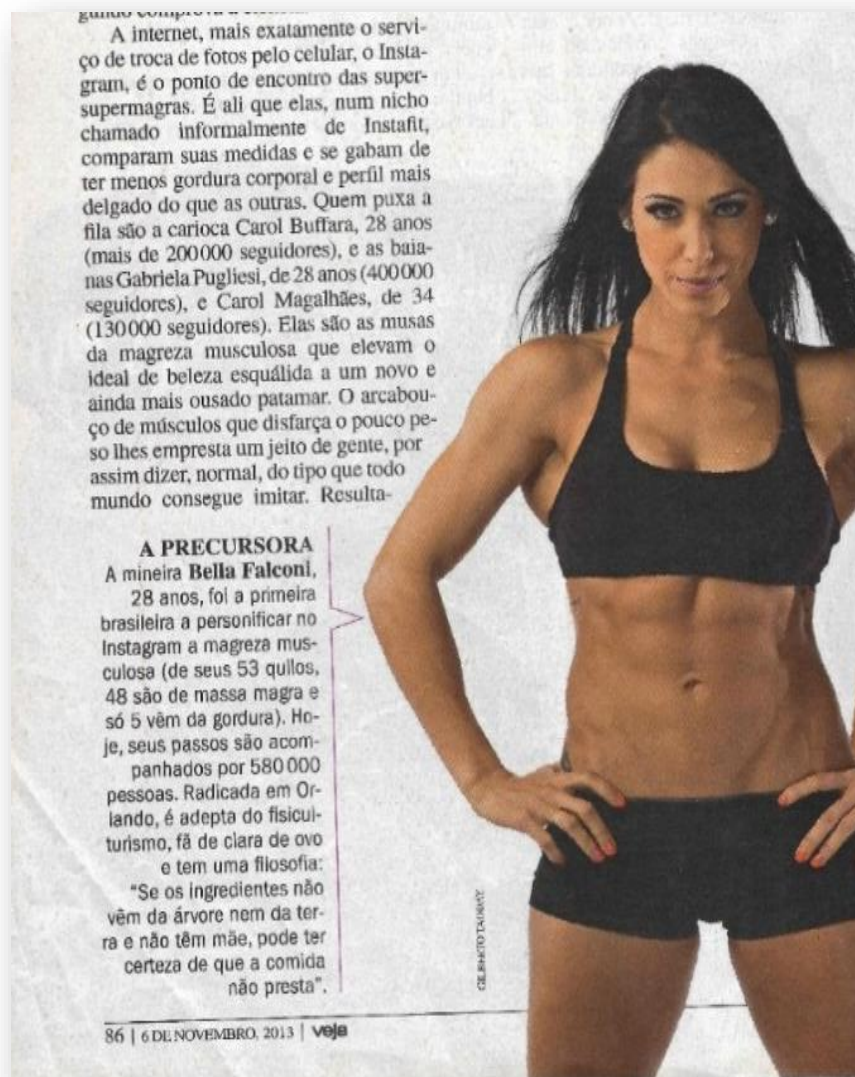 A internet, mais exatamente o servi-
ço de troca de fotos pelo celular, o Insta-
gram, é o ponto de encontro das super-
supermagras. É ali que elas, num nicho
chamado informalmente de Instafit,
comparam suas medidas e se gabam de
ter menos gordura corporal e perfil mais
delgado do que as outras. Quem puxa a
fila são a carioca Carol Buffara, 28 anos
(mais de 200 000 seguidores), e as baia-
nas Gabriela Pugliesi, de 28 anos (400 000
seguidores), e Carol Magalhães, de 34
(130 000 seguidores). Elas são as musas
da magreza musculosa que elevam o
ideal de beleza esquálida a um novo e
ainda mais ousado patamar. O arcabou-
ço de músculos que disfarça o pouco pe-
so lhes empresta um jeito de gente, por
assim dizer, normal, do tipo que todo
mundo consegue imitar. Resulta-
A PRECURSORA
A mineira Bella Falconi,
28 anos, foi a primeira
brasileira a personificar no
Instagram a magreza mus-
culosa (de seus 53 quilos,
48 são de massa magra e
só 5 vêm da gordura). Ho-
je, seus passos são acom-
panhados por 580 000
pessoas. Radicada em Or-
lando, é adepta do fisicul-
turismo, fã de clara de ovo
e tem uma filosofia:
"Se os ingredientes não
vêm da árvore nem da ter-
ra e não têm mãe, pode ter
certeza de que a comida
não presta".
86 | 6 DE NOVEMBRO, 2013 | veja